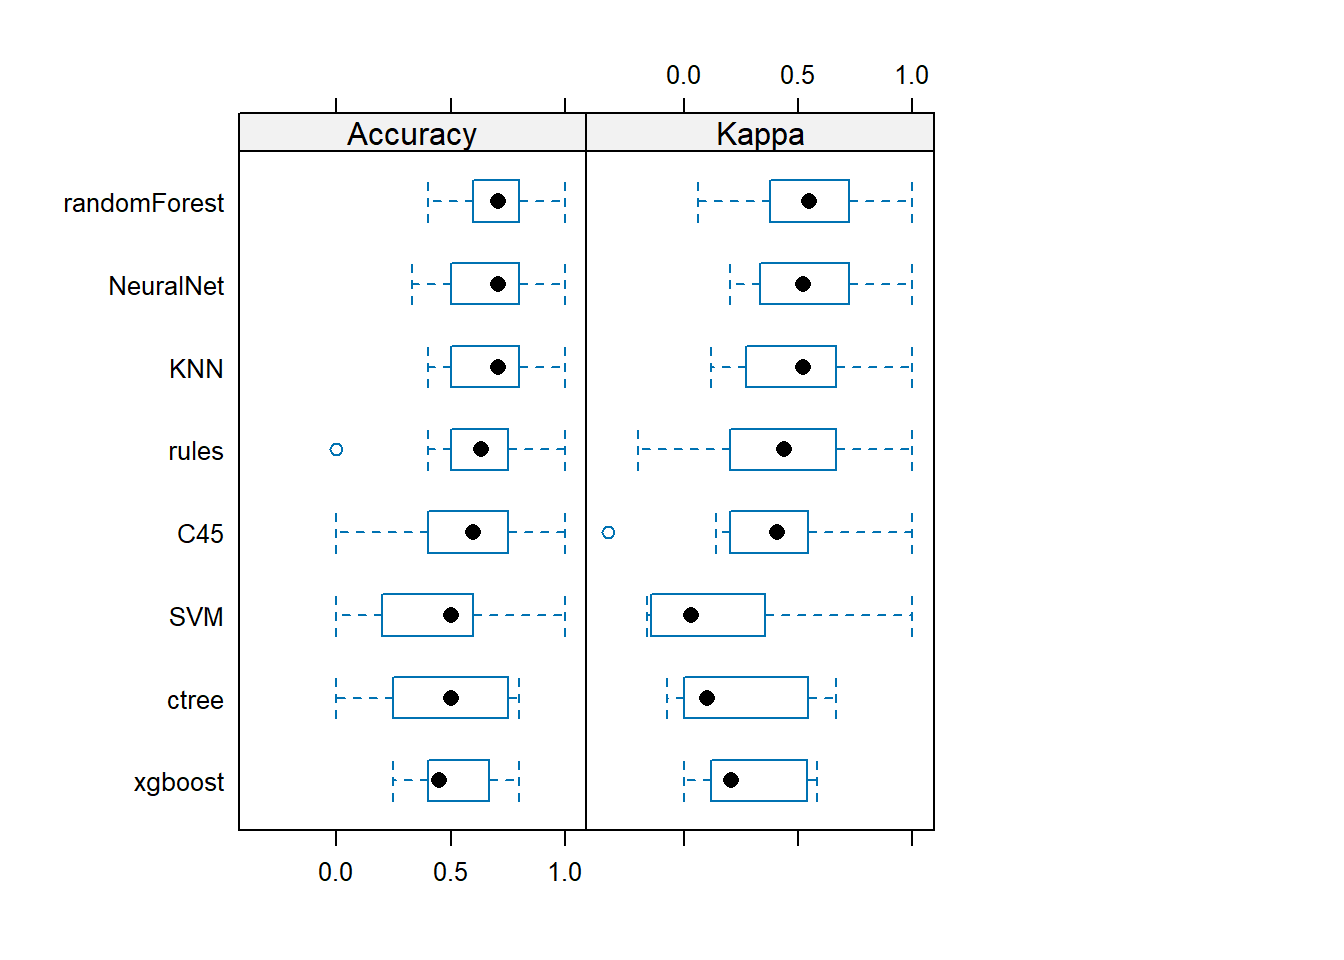 0.0 0.5 1.0
Accuracy Kappa
randomForest
NeuralNet
KNN
rules
C45
SVM
ctree
xgboost
0.0 0.5 1.0